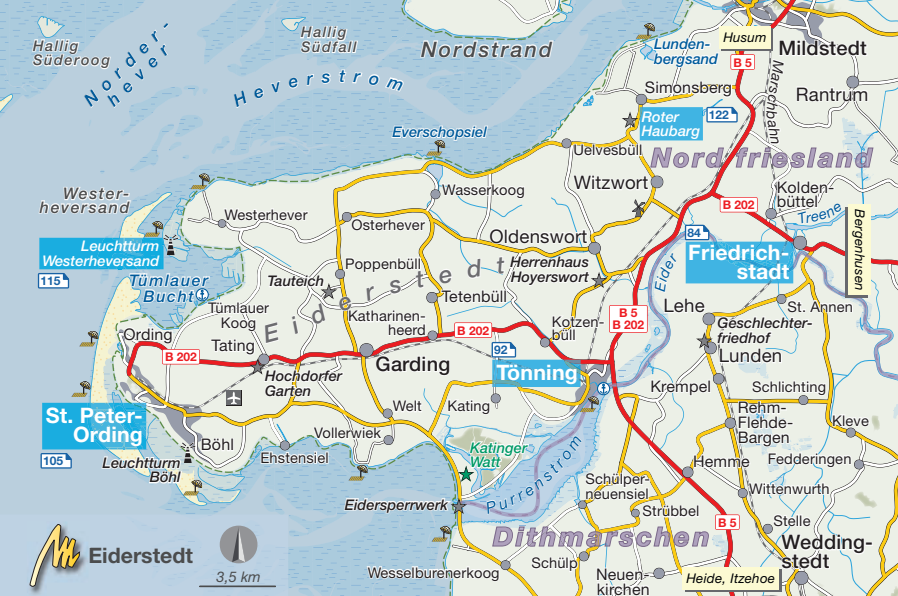 Husum
Mildstedt
B 5
Hallig
Süderoog
Hallig
Südfall
Nordstrand
Lunden-
bergsand
Norder-
hever
Heverstrom
Simonsberg
Marschbahn
Rantrum
Roter
Haubarg
122
Everschopsiel
Uelvesbüll
Nordfriesland
Wester-
heversand
Wasserkoog
Witzwort
Kolden-
büttel
Westerhever
B 202
Treene
Bergenhusen
Osterhever
Oldenswort
84
Friedrich-
stadt
Leuchtturm
Westerheversand
115
Tümlauer
Bucht
Poppenbüll
Eiderstedt
Herrenhaus
Hoyerswort
Eider
Tauteich
Tetenbüll
Tümlauer
Koog
Lehe
St. Annen
Katharinen-
heerd
B 202
Kotzen-
büll
B 5
B 202
Geschlechter-
friedhof
Ording
Tating
B 202
92
Lunden
Garding
Tönning
Hochdorfer
Garten
Krempel
Schlichting
St. Peter-
Ording
Welt
Kating
Rehm-
Flehde-
Bargen
Kleve
Böhl
Vollerwiek
Katinger
Watt
105
Leuchtturm
Böhl
Ehstensiel
Hemme
Fedderingen
Purrenstrom
Schülper-
neuensiel
Wittenwurth
Eidersperrwerk
Strübbel
B 5
Stelle
Dithmarschen
Wedding-
stedt
Eiderstedt
Schülp
3,5 km
Wesselburenerkoog
Neuen-
kirchen
Heide, Itzehoe